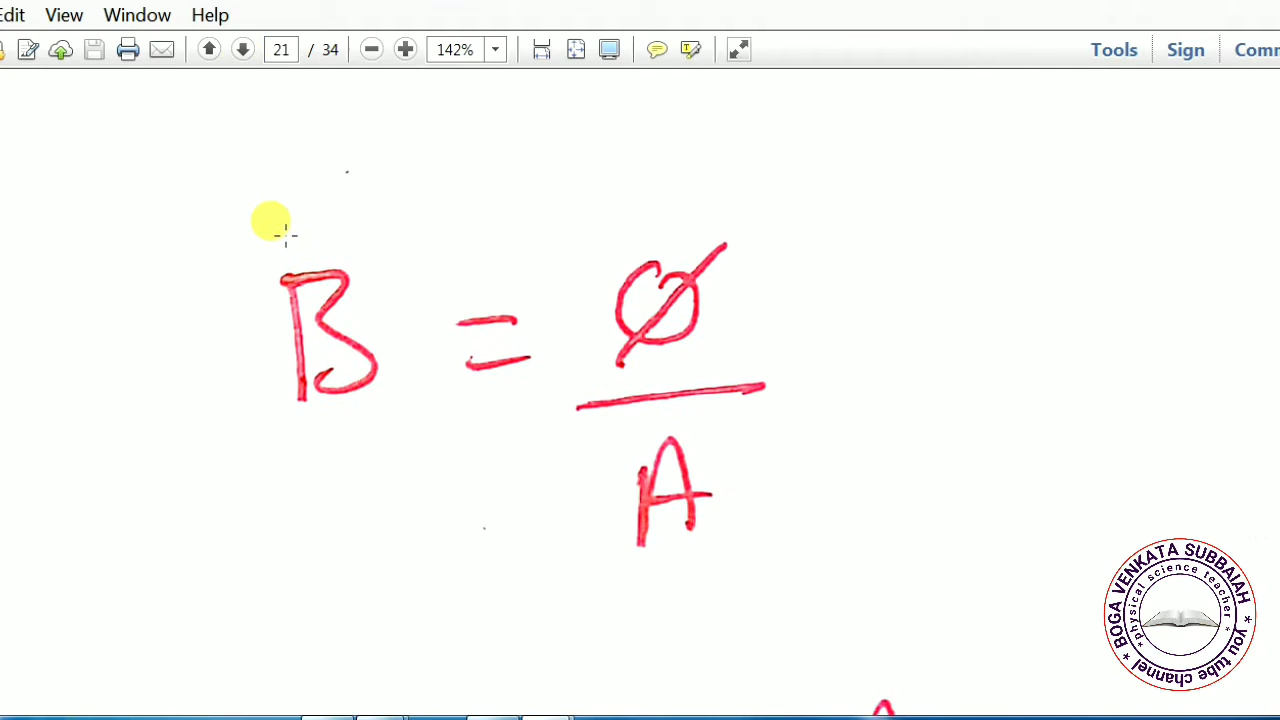 Edit View Window Help
21 / 34 142% Tools Sign Comm
B = Ø
A
BOGA VENKATA SUBBAIAH
* physical science teacher *
* you tube channel *